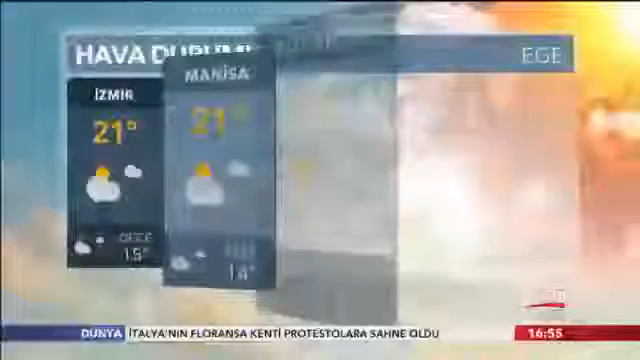 HAVA DURUMU
EGE
İZMİR
21°
GECE
15°
MANİSA
21°
14°
DÜNYA
İTALYA'NIN FLORANSA KENTİ PROTESTOLARA SAHNE OLDU
16:55